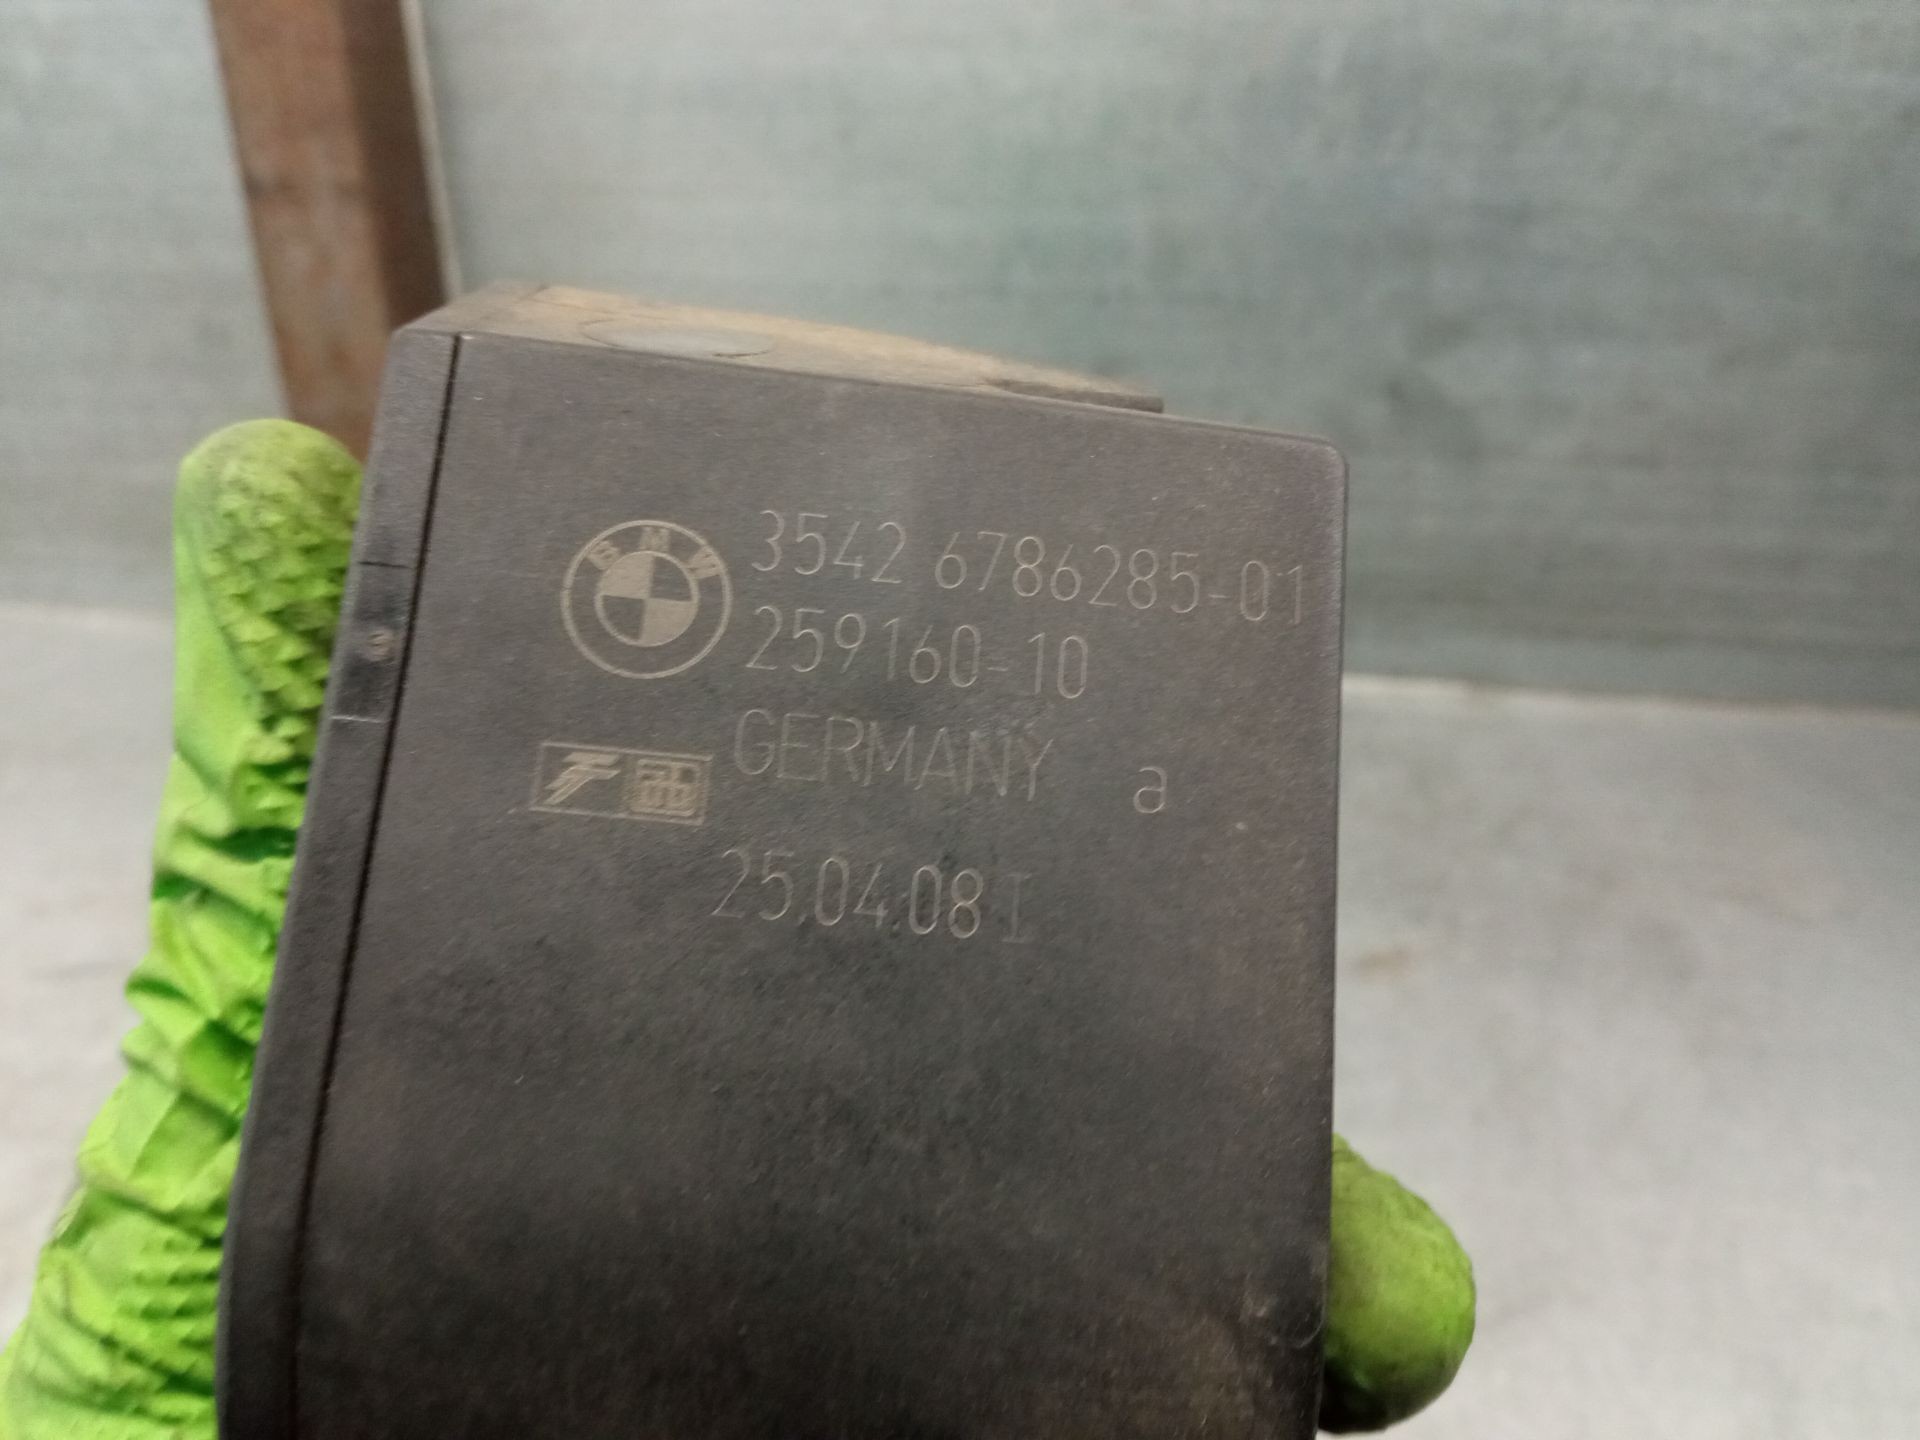 BMW
3542 6786285-01
259160-10
GERMANY a
25.04.08 I